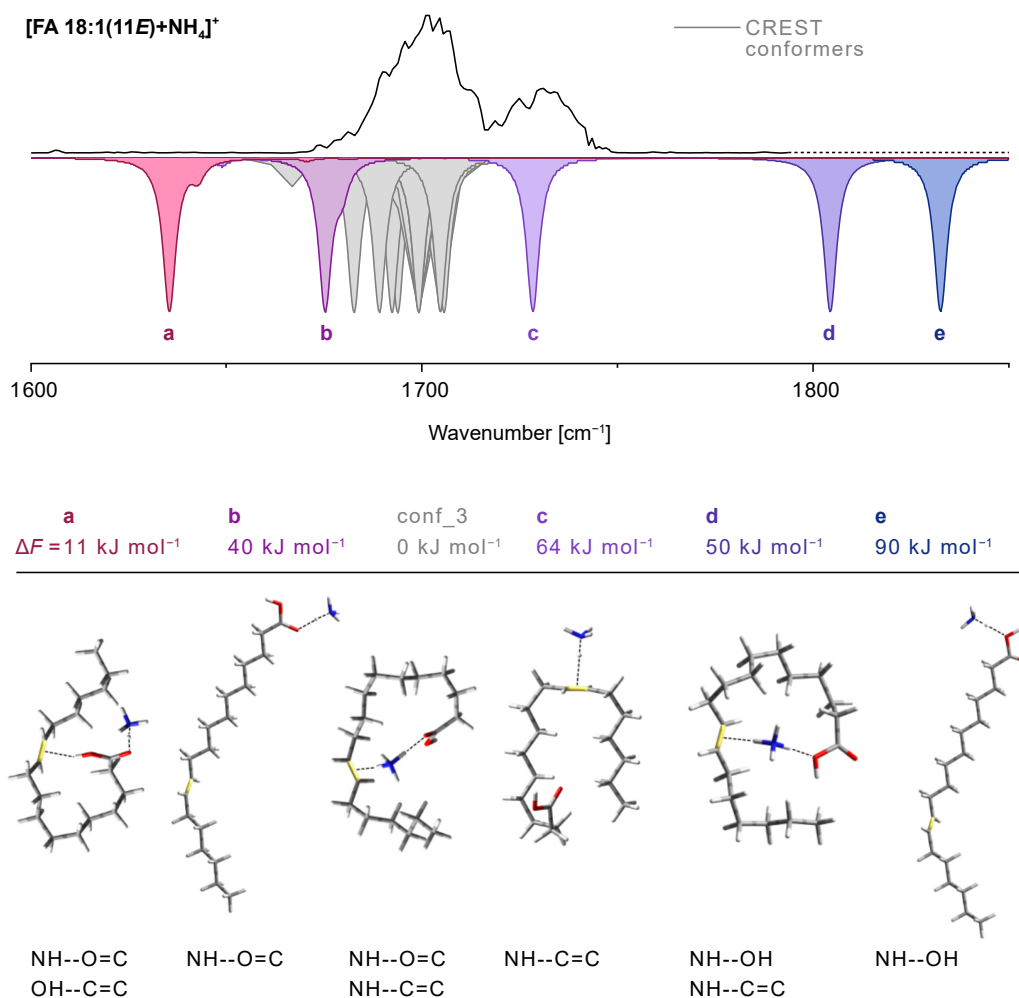 [FA 18:1(11E)+NH₄]⁺
CREST
conformers
a
b
c
d
e
1600
1700
1800
Wavenumber [cm⁻¹]
a b conf_3 c d e
ΔF = 11 kJ mol⁻¹ 40 kJ mol⁻¹ 0 kJ mol⁻¹ 64 kJ mol⁻¹ 50 kJ mol⁻¹ 90 kJ mol⁻¹
NH--O=C NH--O=C NH--O=C NH--C=C NH--OH NH--OH
OH--C=C NH--C=C NH--C=C